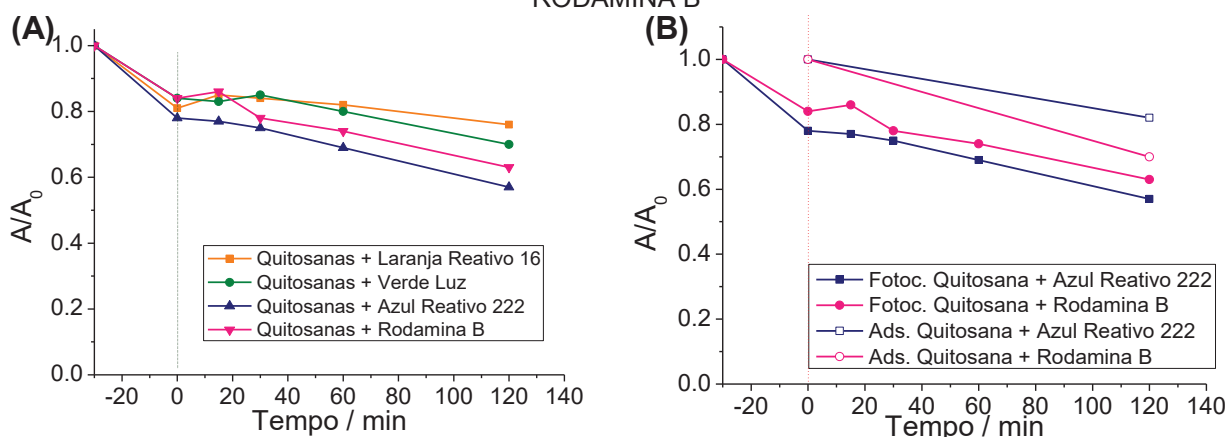 RODAMINA B
(A)
1.0
0.8
0.6
0.4
0.2
0.0
A/A0
Quitosanas + Laranja Reativo 16
Quitosanas + Verde Luz
Quitosanas + Azul Reativo 222
Quitosanas + Rodamina B
-20 0 20 40 60 80 100 120 140
Tempo / min
(B)
1.0
0.8
0.6
0.4
0.2
0.0
A/A0
Fotoc. Quitosana + Azul Reativo 222
Fotoc. Quitosana + Rodamina B
Ads. Quitosana + Azul Reativo 222
Ads. Quitosana + Rodamina B
-20 0 20 40 60 80 100 120 140
Tempo / min